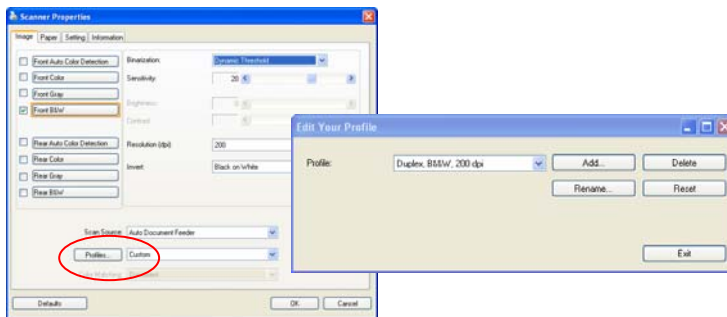 Scanner Properties
Image Paper Setting Information
Front Auto Color Detection
Front Color
Front Gray
Front B&W
Rear Auto Color Detection
Rear Color
Rear Gray
Rear B&W
Binarization: Dynamic Threshold
Sensitivity: 20
Brightness:
Contrast:
Resolution (dpi): 200
Invert: Black on White
Scan Source: Auto Document Feeder
Profiles... Custom
Defaults OK Cancel
Edit Your Profile
Profile: Duplex, B&W, 200 dpi Add... Delete
Rename... Reset
Exit